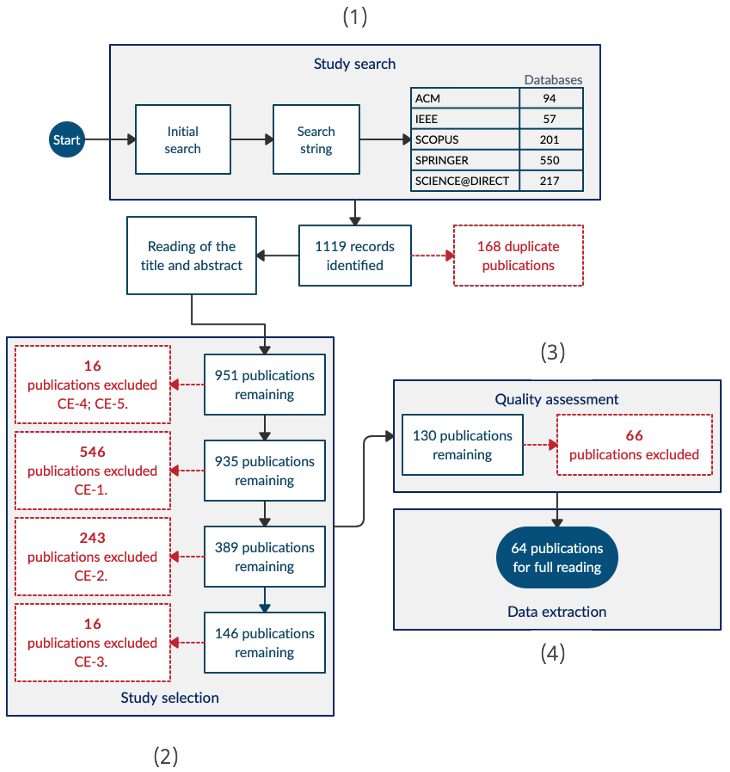 (1)
Study search
Databases
Start
Initial
search
Search
string
ACM 94
IEEE 57
SCOPUS 201
SPRINGER 550
SCIENCE@DIRECT 217
Reading of the
title and abstract
1119 records
identified
168 duplicate
publications
16
publications excluded
CE-4; CE-5.
951 publications
remaining
546
publications excluded
CE-1.
935 publications
remaining
243
publications excluded
CE-2.
389 publications
remaining
16
publications excluded
CE-3.
146 publications
remaining
Study selection
(2)
(3)
Quality assessment
130 publications
remaining
66
publications excluded
64 publications
for full reading
Data extraction
(4)